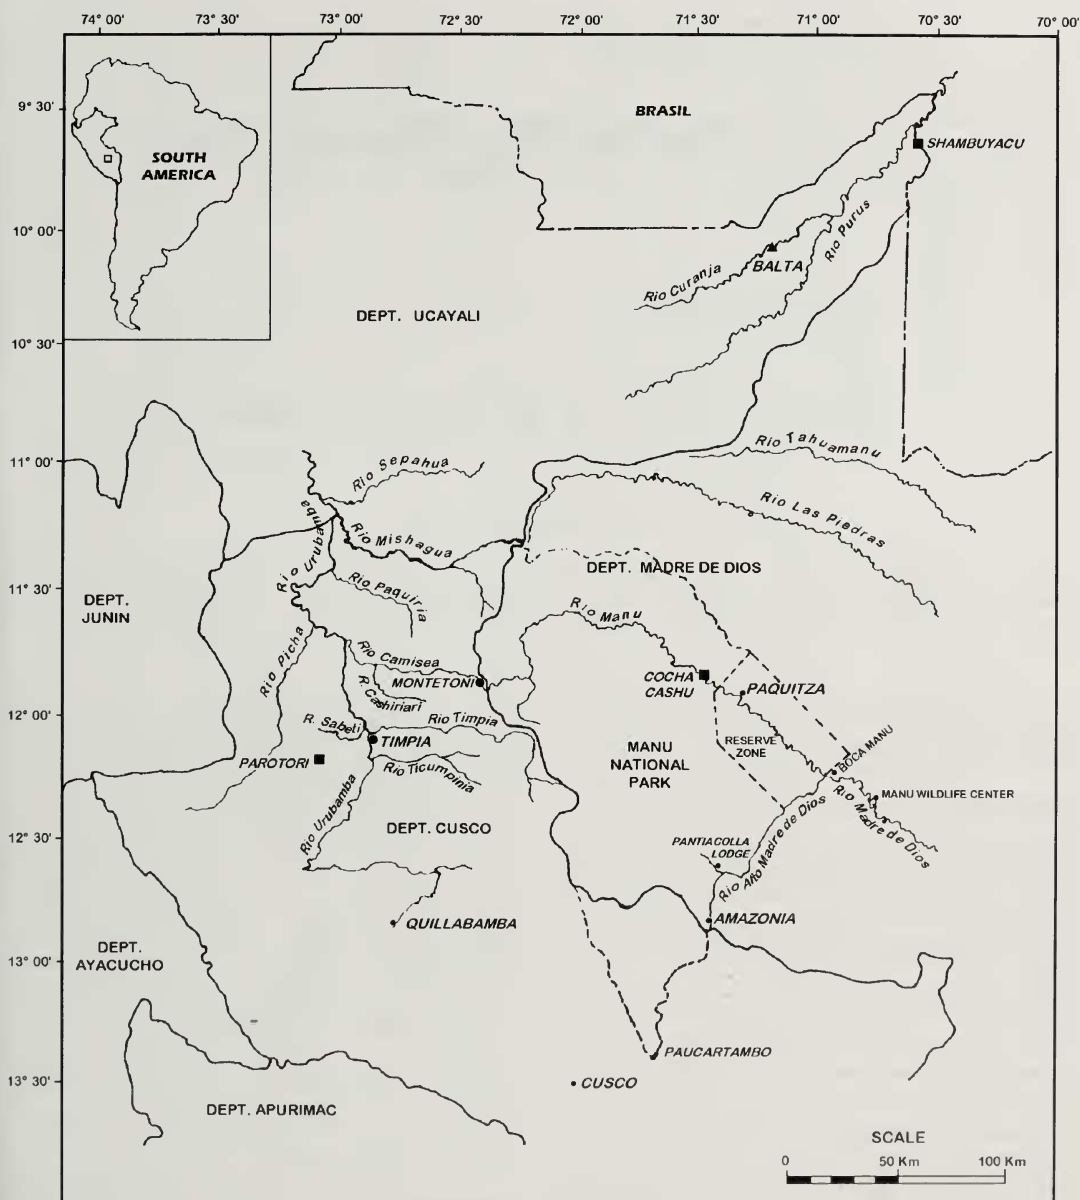 74° 00' 73° 30' 73° 00' 72° 30' 72° 00' 71° 30' 71° 00' 70° 30' 70° 00'
9° 30'
10° 00'
10° 30'
11° 00'
11° 30'
12° 00'
12° 30'
13° 00'
13° 30'
SOUTH
AMERICA
BRASIL
SHAMBUYACU
Rio Purus
BALTA
Rio Curanja
DEPT. UCAYALI
Rio Tahuamanu
Rio Sepahua
Rio Las Piedras
Rio Mishagua
Rio Urubamba
DEPT. MADRE DE DIOS
Rio Paquiria
DEPT.
JUNIN
Rio Manu
Rio Picha
Rio Camisea
MONTETONI
COCHA
CASHU
PAQUITZA
R. Cashiriari
R. Sabeti
Rio Timpia
TIMPIA
PAROTORI
Rio Ticumpinia
MANU
NATIONAL
PARK
RESERVE
ZONE
BOCA MANU
MANU WILDLIFE CENTER
Rio Madre de Dios
Rio Urubamba
DEPT. CUSCO
PANTIACOLLA
LODGE
Rio Alto Madre de Dios
QUILLABAMBA
AMAZONIA
DEPT.
AYACUCHO
PAUCARTAMBO
CUSCO
DEPT. APURIMAC
SCALE
0 50 Km 100 Km